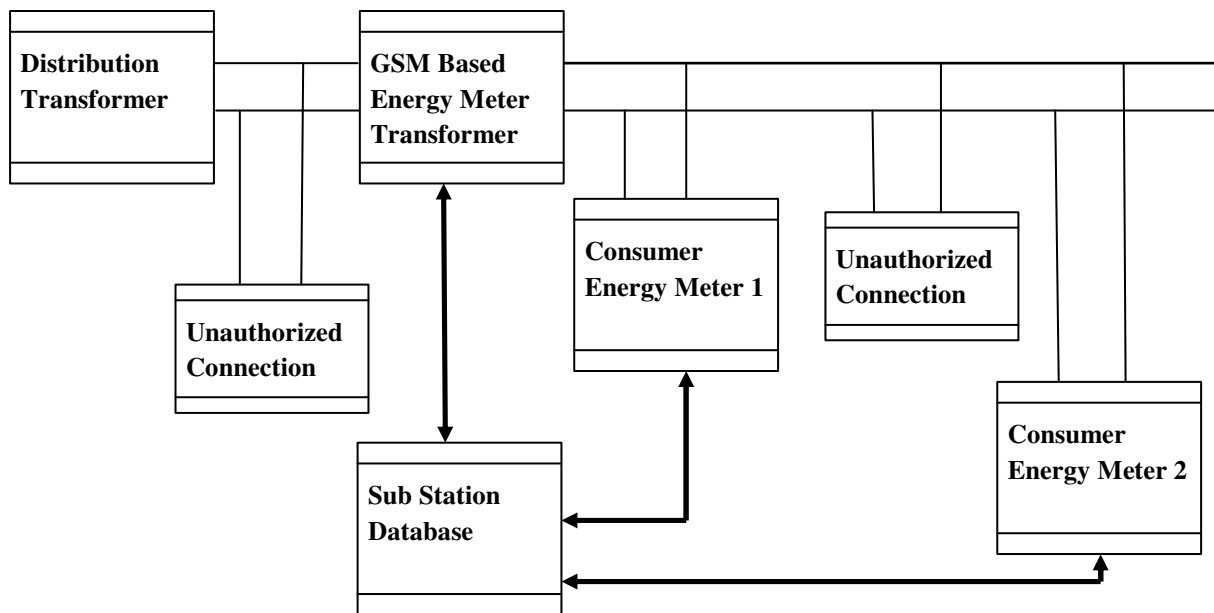 Distribution
Transformer
GSM Based
Energy Meter
Transformer
Consumer
Energy Meter 1
Unauthorized
Connection
Unauthorized
Connection
Consumer
Energy Meter 2
Sub Station
Database